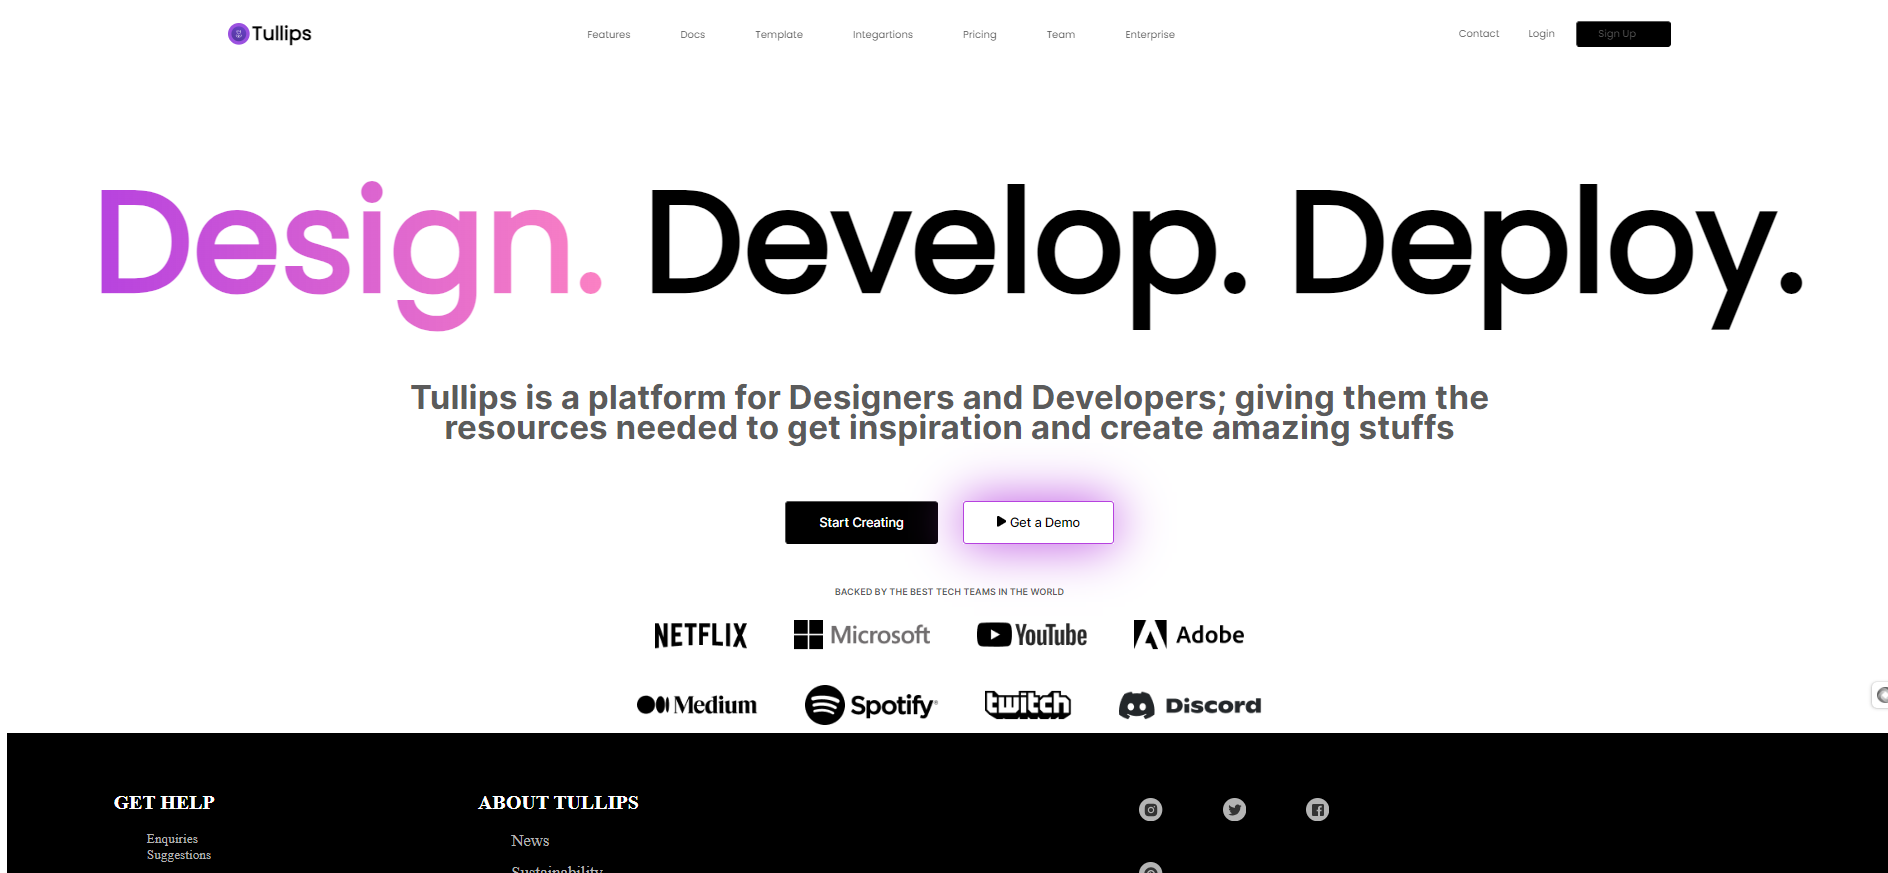 Tullips
Features Docs Template Integartions Pricing Team Enterprise
Contact Login Sign Up
Design. Develop. Deploy.
Tullips is a platform for Designers and Developers; giving them the
resources needed to get inspiration and create amazing stuffs
Start Creating
Get a Demo
BACKED BY THE BEST TECH TEAMS IN THE WORLD
NETFLIX Microsoft YouTube Adobe
Medium Spotify twitch Discord
GET HELP
Enquiries
Suggestions
ABOUT TULLIPS
News
Sustainability